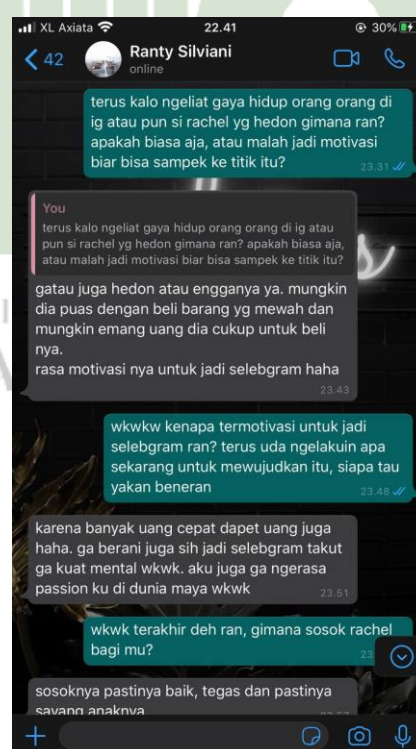 XL Axiata
22.41
30%
42
Ranty Silviani
online
terus kalo ngeliat gaya hidup orang orang di
ig atau pun si rachel yg hedon gimana ran?
apakah biasa aja, atau malah jadi motivasi
biar bisa sampek ke titik itu?
23.31
You
terus kalo ngeliat gaya hidup orang orang di ig atau
pun si rachel yg hedon gimana ran? apakah biasa aja,
atau malah jadi motivasi biar bisa sampek ke titik itu?
gatau juga hedon atau engganya ya. mungkin
dia puas dengan beli barang yg mewah dan
mungkin emang uang dia cukup untuk beli
nya.
rasa motivasi nya untuk jadi selebgram haha
23.43
wkwkw kenapa termotivasi untuk jadi
selebgram ran? terus uda ngelakuin apa
sekarang untuk mewujudkan itu, siapa tau
yakan beneran
23.48
karena banyak uang cepat dapet uang juga
haha. ga berani juga sih jadi selebgram takut
ga kuat mental wkwk. aku juga ga ngerasa
passion ku di dunia maya wkwk
23.51
wkwk terakhir deh ran, gimana sosok rachel
bagi mu?
23
sosoknya pastinya baik, tegas dan pastinya
sayang anaknya